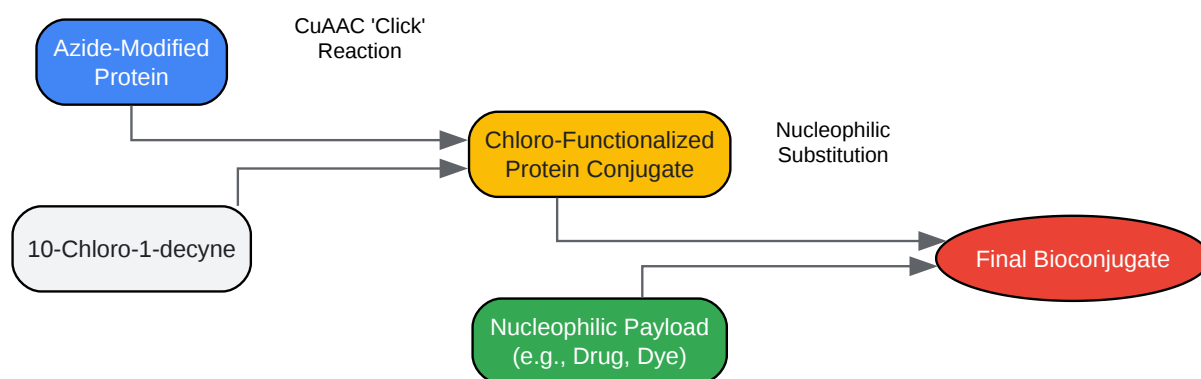 Azide-Modified
Protein
CuAAC 'Click'
Reaction
Chloro-Functionalized
Protein Conjugate
Nucleophilic
Substitution
10-Chloro-1-decyne
Final Bioconjugate
Nucleophilic Payload
(e.g., Drug, Dye)